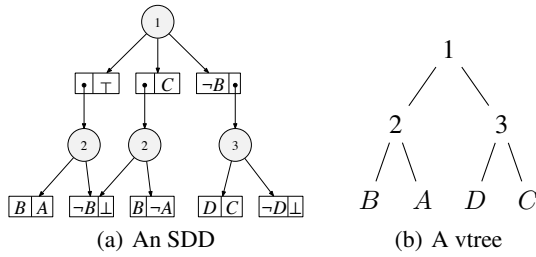 1
⊤ C ¬B
1
2 2 3
2 3
B A ¬B ⊥ B ¬A D C ¬D ⊥
B A D C
(a) An SDD (b) A vtree